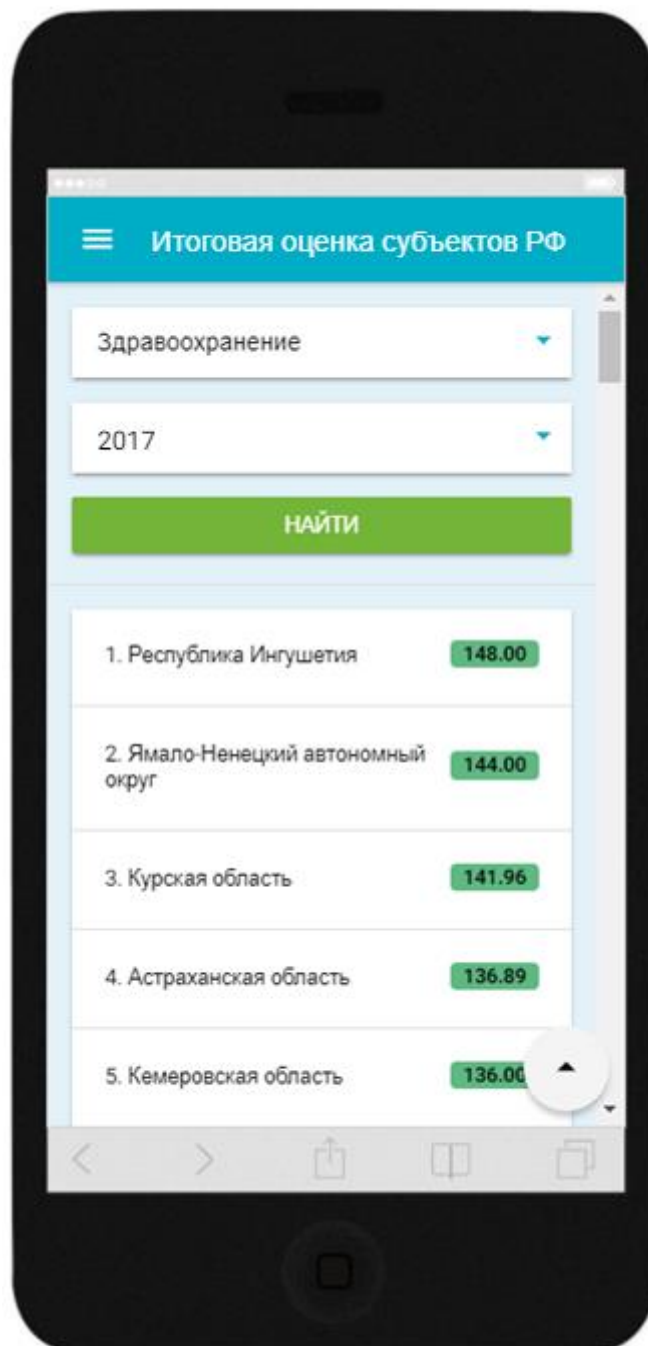 Итоговая оценка субъектов РФ
Здравоохранение
2017
НАЙТИ
1. Республика Ингушетия 148.00
2. Ямало-Ненецкий автономный
округ 144.00
3. Курская область 141.96
4. Астраханская область 136.89
5. Кемеровская область 136.00